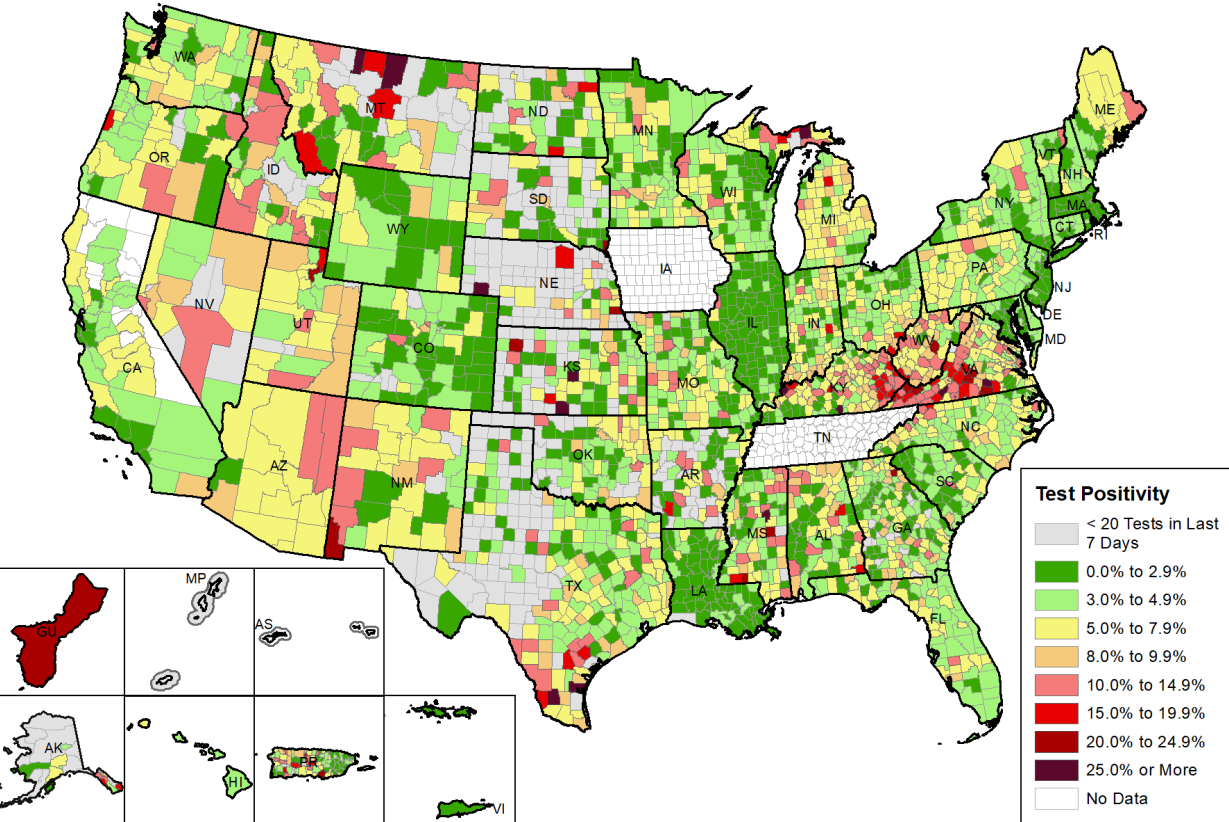 WA
MT
ND
MN
ME
OR
ID
SD
WI
VT
NH
NY
MA
MI
CT
RI
WY
NE
IA
PA
NJ
NV
UT
CO
IL
IN
OH
DE
MD
WV
CA
KS
MO
KY
VA
AZ
NM
OK
AR
TN
NC
SC
MS
AL
GA
TX
LA
FL
GU
MP
AS
AK
HI
PR
VI
Test Positivity
< 20 Tests in Last
7 Days
0.0% to 2.9%
3.0% to 4.9%
5.0% to 7.9%
8.0% to 9.9%
10.0% to 14.9%
15.0% to 19.9%
20.0% to 24.9%
25.0% or More
No Data